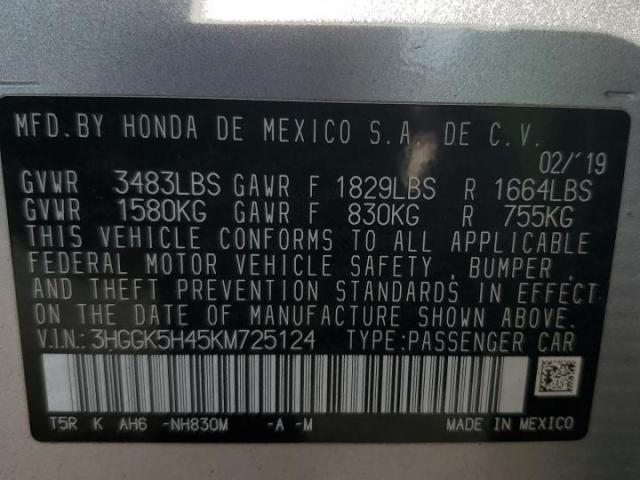 MFD. BY HONDA DE MEXICO S.A. DE C.V.
02/'19
GVWR 3483LBS GAWR F 1829LBS R 1664LBS
GVWR 1580KG GAWR F 830KG R 755KG
THIS VEHICLE CONFORMS TO ALL APPLICABLE
FEDERAL MOTOR VEHICLE SAFETY , BUMPER ,
AND THEFT PREVENTION STANDARDS IN EFFECT
ON THE DATE OF MANUFACTURE SHOWN ABOVE.
V.I.N.: 3HGGK5H45KM725124 TYPE: PASSENGER CAR
T5R K AH6 -NH830M -A -M MADE IN MEXICO